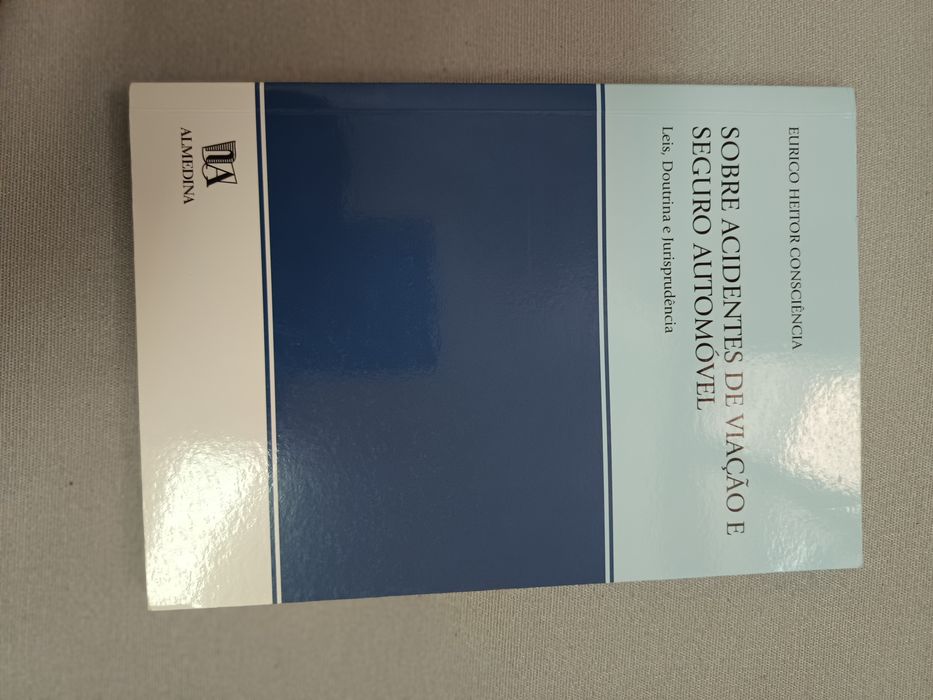 EURICO HEITOR CONSCIÊNCIA
SOBRE ACIDENTES DE VIAÇÃO E
SEGURO AUTOMÓVEL
Leis, Doutrina e Jurisprudência
ALMEDINA